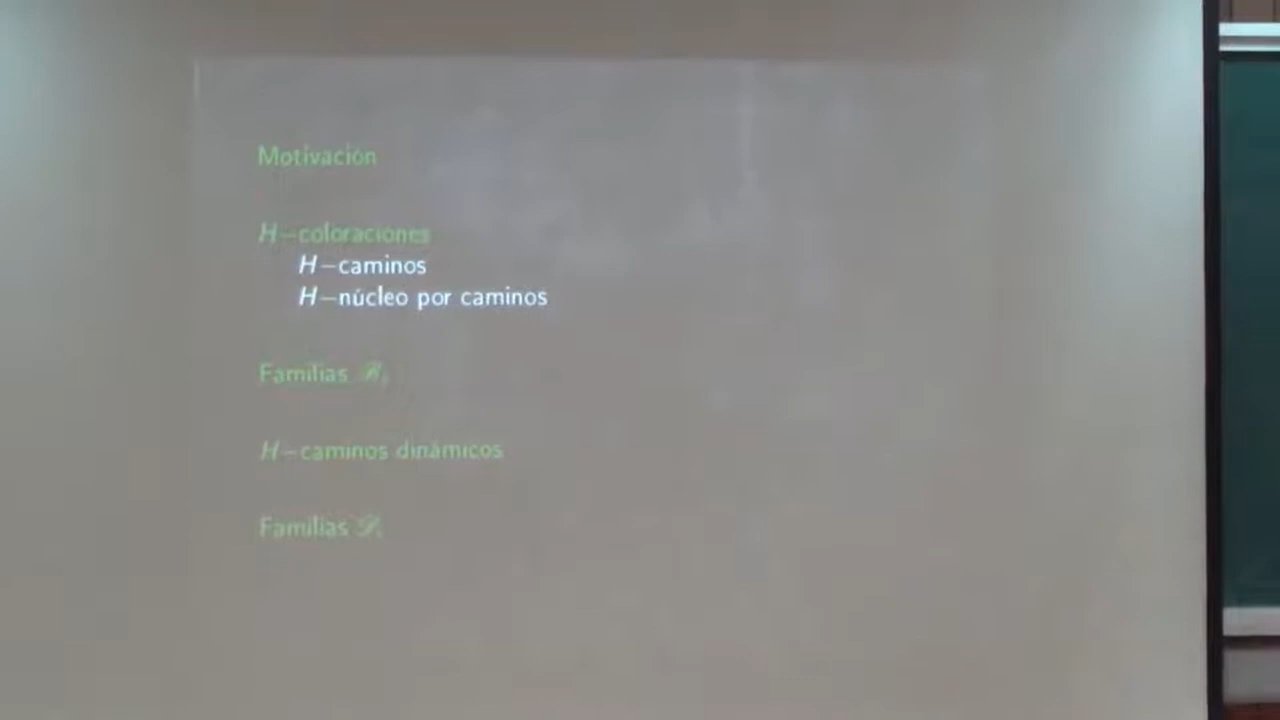 Motivación
H–coloraciones
H–caminos
H–núcleo por caminos
Familias
H–caminos dinámicos
Familias